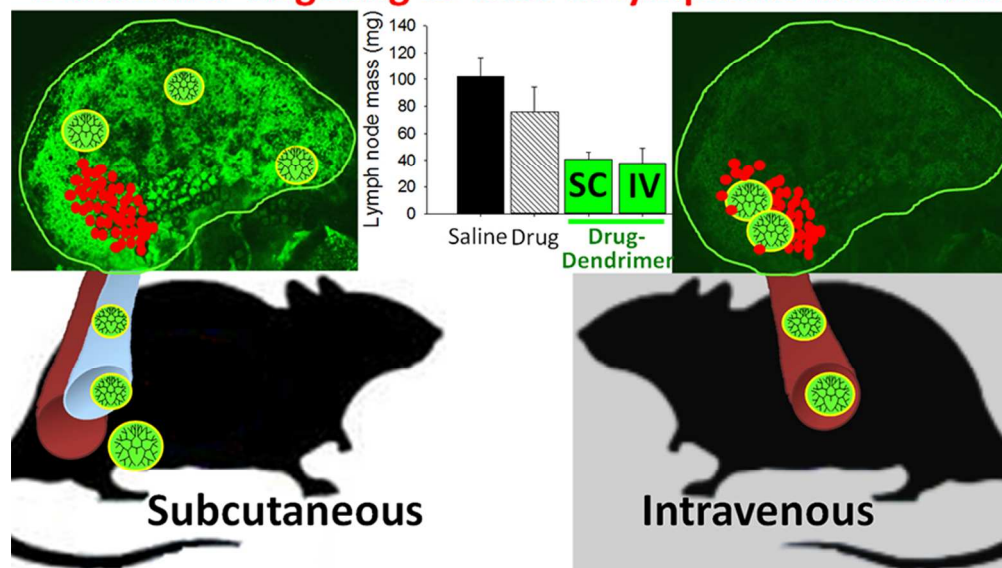 Lymph node mass (mg)
140
120
100
80
60
40
20
0
SC IV
Saline Drug Drug-
Dendrimer
Subcutaneous
Intravenous